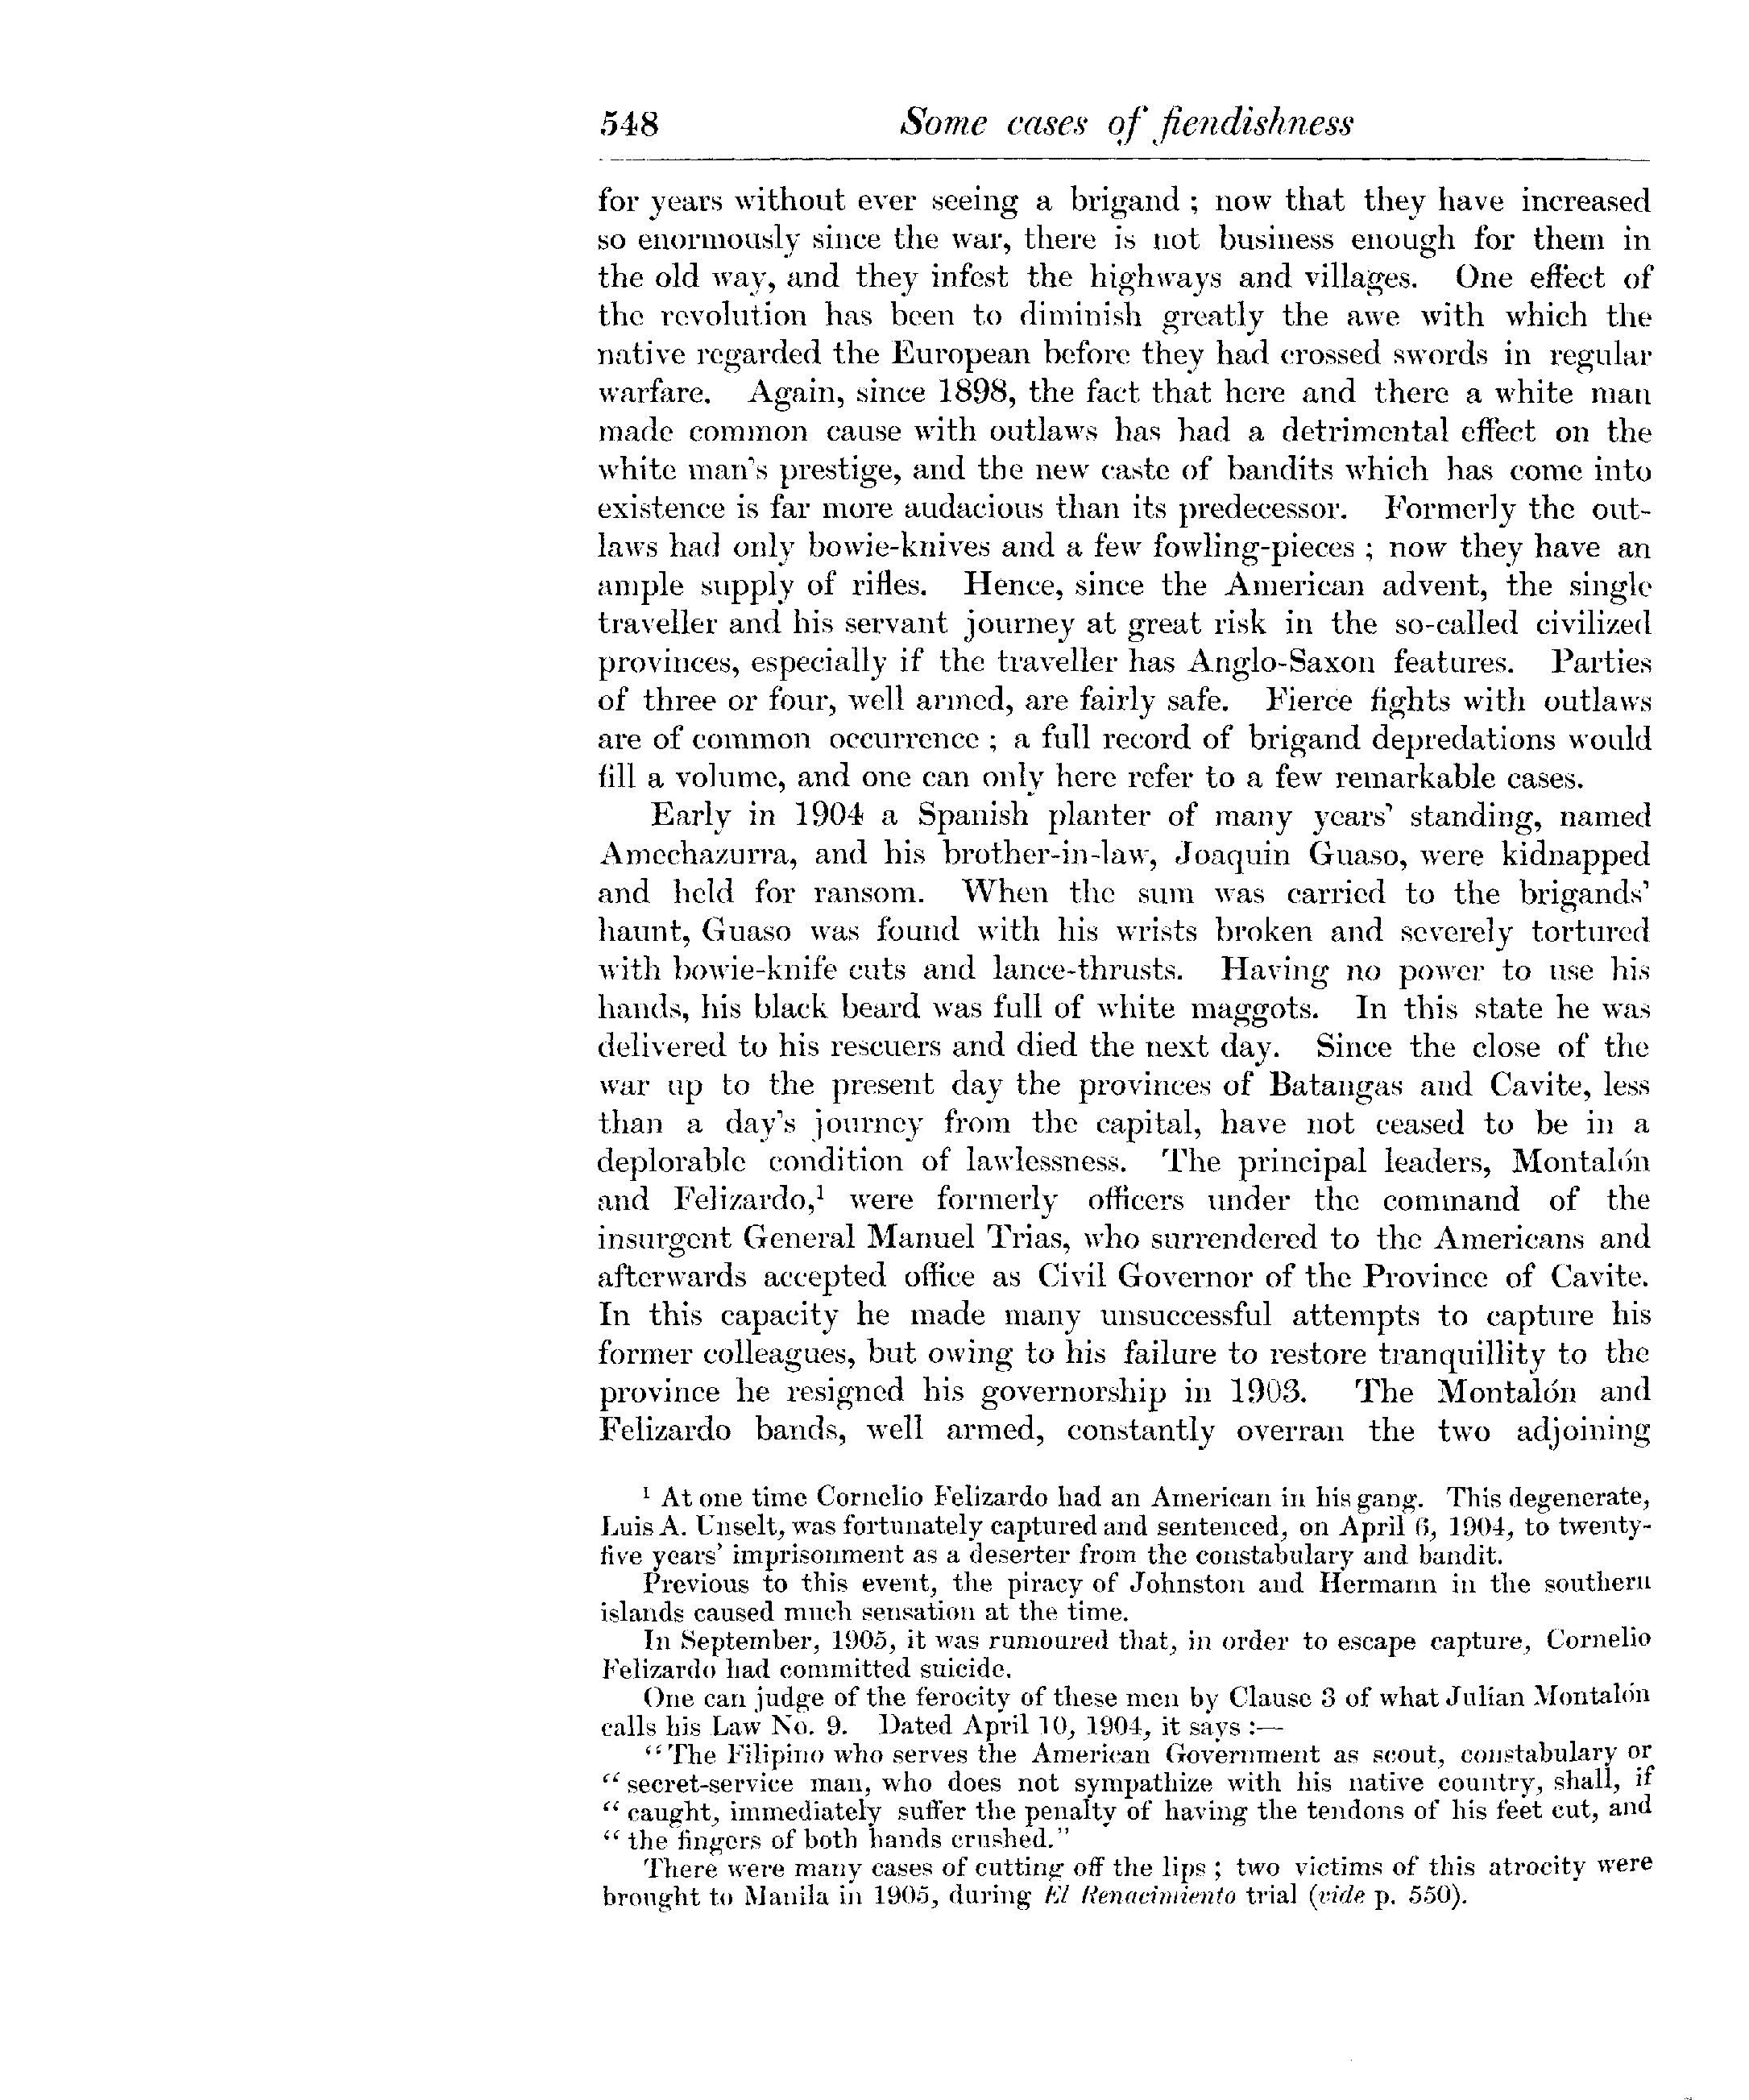 548 Some cases of fiendishness
for years without ever seeing a brigand ; now that they have increased
so enormously since the war, there is not business enough for them in
the old way, and they infest the highways and villages. One effect of
the revolution has been to diminish greatly the awe with which the
native regarded the European before they had crossed swords in regular
warfare. Again, since 1898, the fact that here and there a white man
made common cause with outlaws has had a detrimental effect on the
white man's prestige, and the new caste of bandits which has come into
existence is far more audacious than its predecessor. Formerly the out-
laws had only bowie-knives and a few fowling-pieces ; now they have an
ample supply of rifles. Hence, since the American advent, the single
traveller and his servant journey at great risk in the so-called civilized
provinces, especially if the traveller has Anglo-Saxon features. Parties
of three or four, well armed, are fairly safe. Fierce fights with outlaws
are of common occurrence ; a full record of brigand depredations would
fill a volume, and one can only here refer to a few remarkable cases.
Early in 1904 a Spanish planter of many years' standing, named
Amechazurra, and his brother-in-law, Joaquin Guaso, were kidnapped
and held for ransom. When the sum was carried to the brigands'
haunt, Guaso was found with his wrists broken and severely tortured
with bowie-knife cuts and lance-thrusts. Having no power to use his
hands, his black beard was full of white maggots. In this state he was
delivered to his rescuers and died the next day. Since the close of the
war up to the present day the provinces of Batangas and Cavite, less
than a day's journey from the capital, have not ceased to be in a
deplorable condition of lawlessness. The principal leaders, Montalón
and Felizardo,¹ were formerly officers under the command of the
insurgent General Manuel Trias, who surrendered to the Americans and
afterwards accepted office as Civil Governor of the Province of Cavite.
In this capacity he made many unsuccessful attempts to capture his
former colleagues, but owing to his failure to restore tranquillity to the
province he resigned his governorship in 1903. The Montalón and
Felizardo bands, well armed, constantly overran the two adjoining
¹ At one time Cornelio Felizardo had an American in his gang. This degenerate,
Luis A. Unselt, was fortunately captured and sentenced, on April 6, 1904, to twenty-
five years' imprisonment as a deserter from the constabulary and bandit.
Previous to this event, the piracy of Johnston and Hermann in the southern
islands caused much sensation at the time.
In September, 1905, it was rumoured that, in order to escape capture, Cornelio
Felizardo had committed suicide.
One can judge of the ferocity of these men by Clause 3 of what Julian Montalón
calls his Law No. 9. Dated April 10, 1904, it says :—
“The Filipino who serves the American Government as scout, constabulary or
“ secret-service man, who does not sympathize with his native country, shall, if
“ caught, immediately suffer the penalty of having the tendons of his feet cut, and
“ the fingers of both hands crushed.”
There were many cases of cutting off the lips ; two victims of this atrocity were
brought to Manila in 1905, during El Renacimiento trial (vide p. 550).